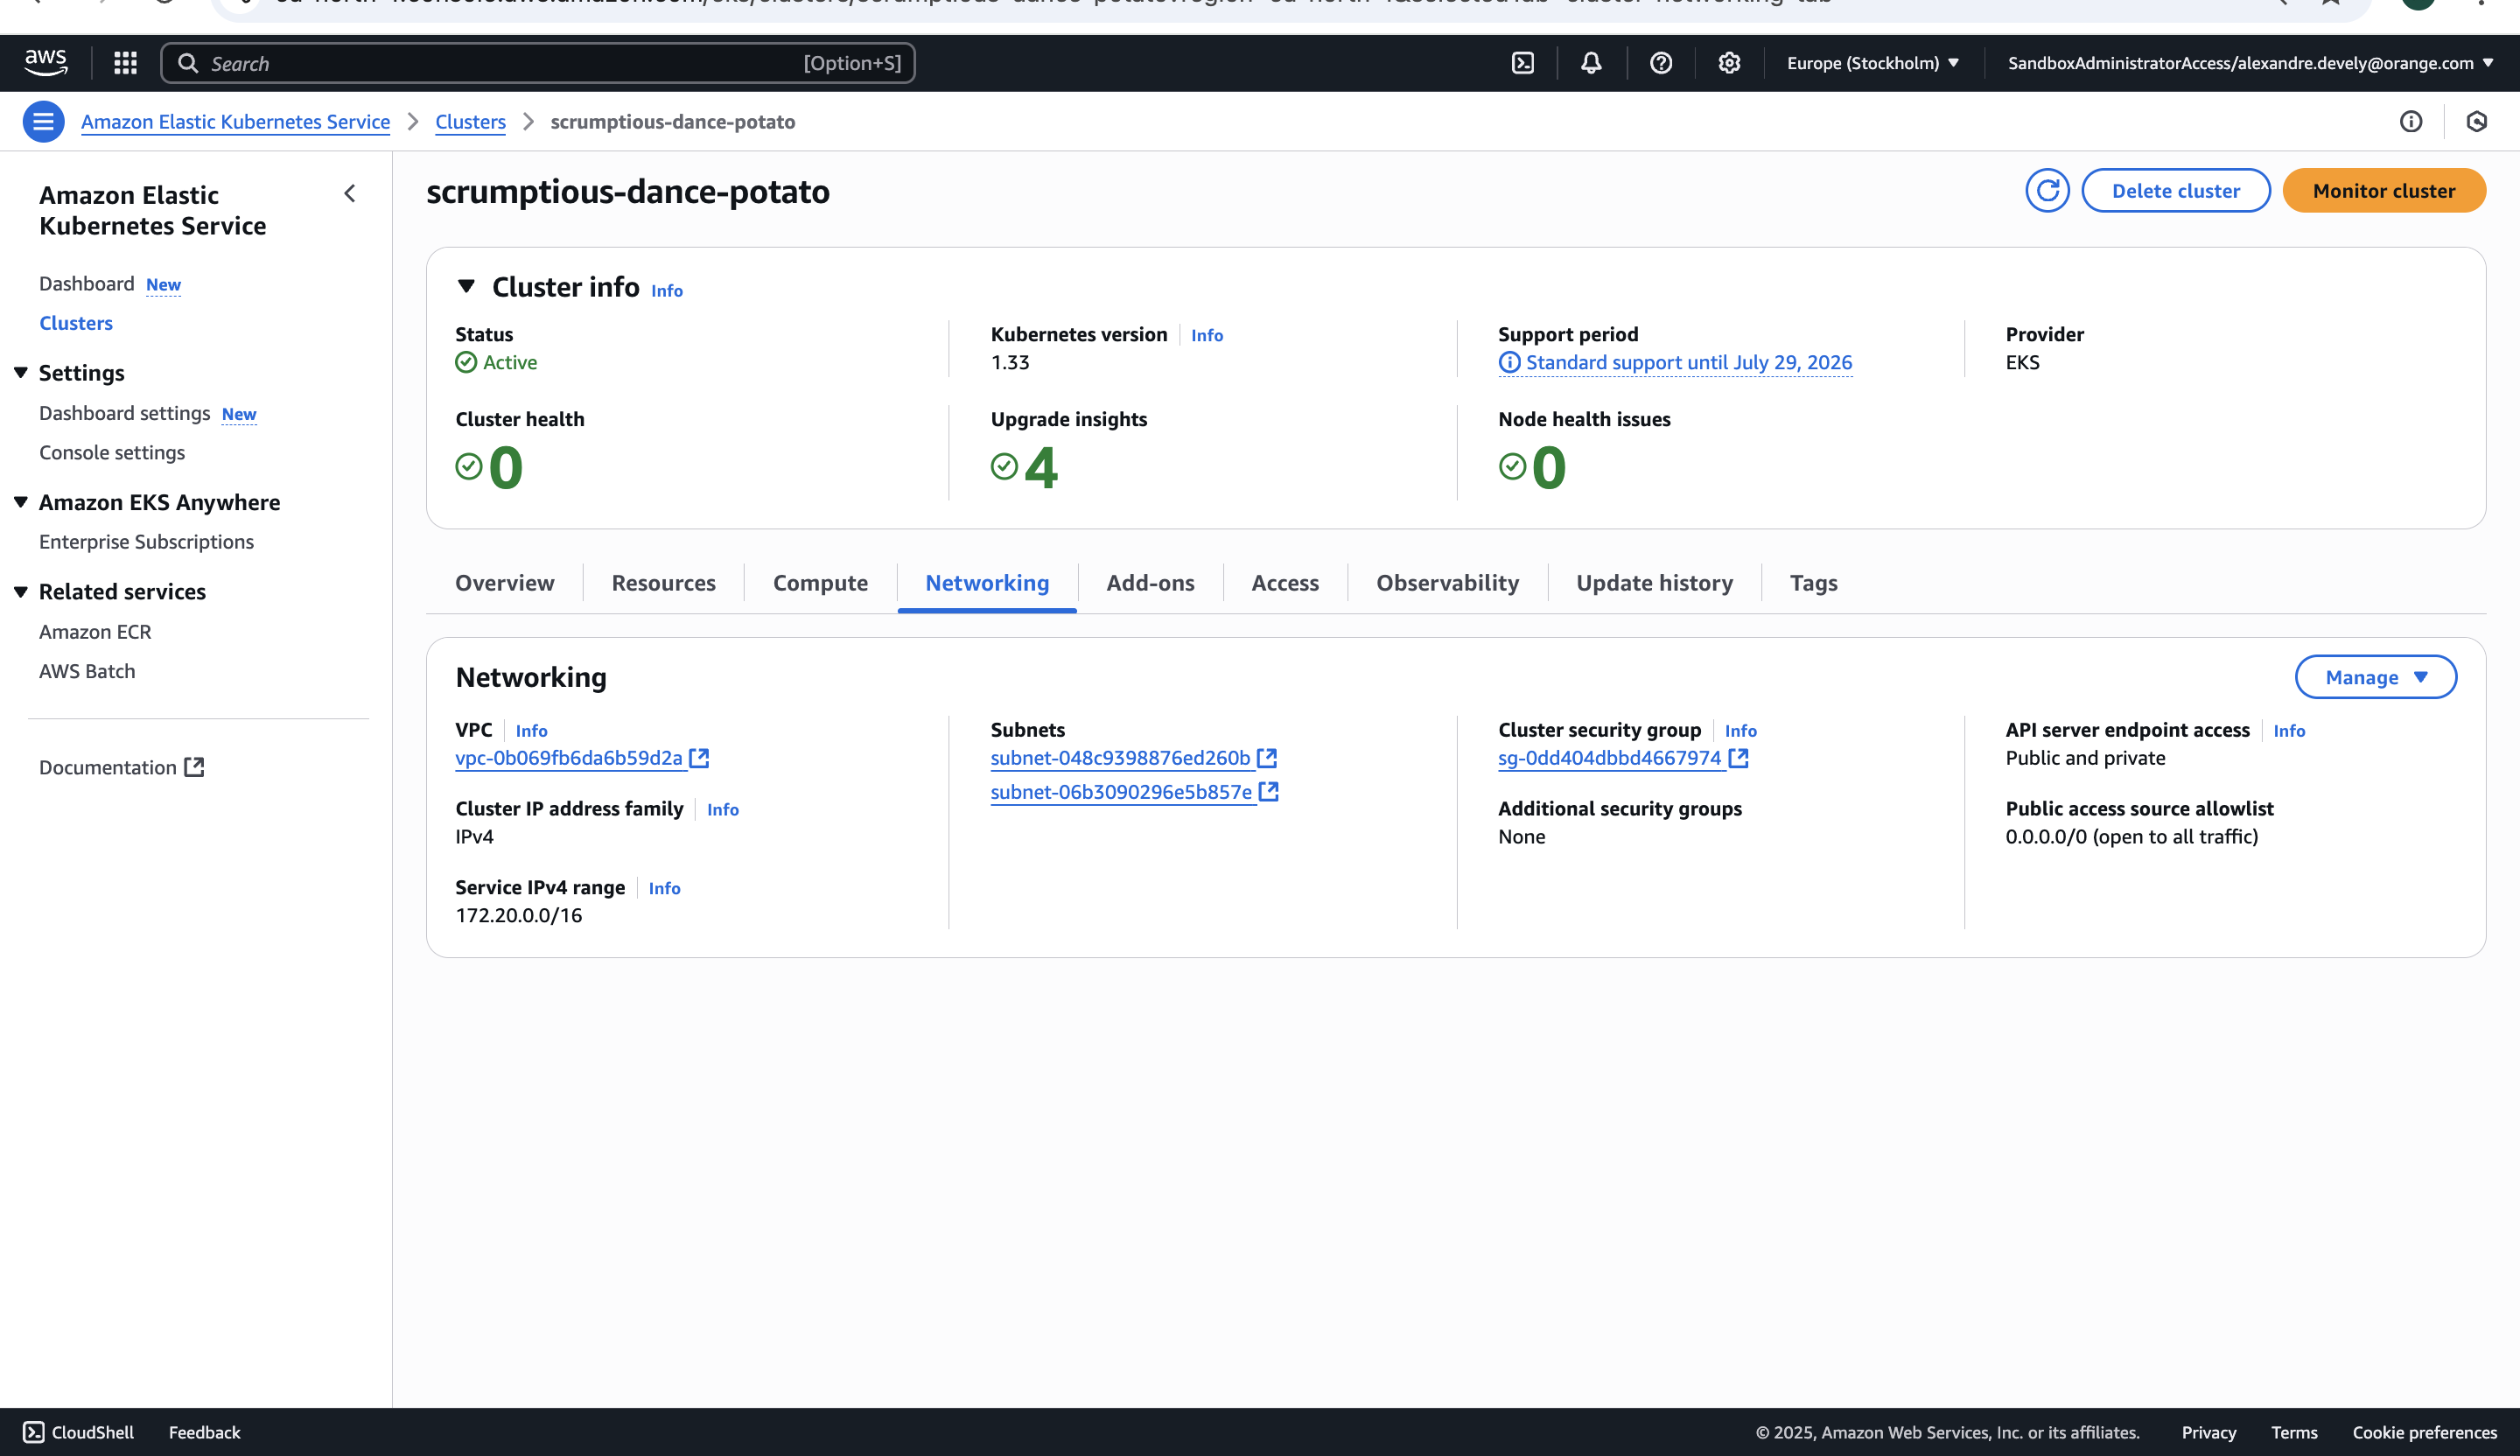 aws
Search [Option+S]
Europe (Stockholm)
SandboxAdministratorAccess/alexandre.devely@orange.com
Amazon Elastic Kubernetes Service
Clusters
scrumptious-dance-potato
Amazon Elastic
Kubernetes Service
Dashboard New
Clusters
Settings
Dashboard settings New
Console settings
Amazon EKS Anywhere
Enterprise Subscriptions
Related services
Amazon ECR
AWS Batch
Documentation
scrumptious-dance-potato
Delete cluster
Monitor cluster
Cluster info Info
Status
Active
Kubernetes version Info
1.33
Support period
Standard support until July 29, 2026
Provider
EKS
Cluster health
0
Upgrade insights
4
Node health issues
0
Overview
Resources
Compute
Networking
Add-ons
Access
Observability
Update history
Tags
Networking
Manage
VPC Info
vpc-0b069fb6da6b59d2a
Cluster IP address family Info
IPv4
Service IPv4 range Info
172.20.0.0/16
Subnets
subnet-048c9398876ed260b
subnet-06b3090296e5b857e
Cluster security group Info
sg-0dd404dbbd4667974
Additional security groups
None
API server endpoint access Info
Public and private
Public access source allowlist
0.0.0.0/0 (open to all traffic)
CloudShell
Feedback
© 2025, Amazon Web Services, Inc. or its affiliates.
Privacy
Terms
Cookie preferences